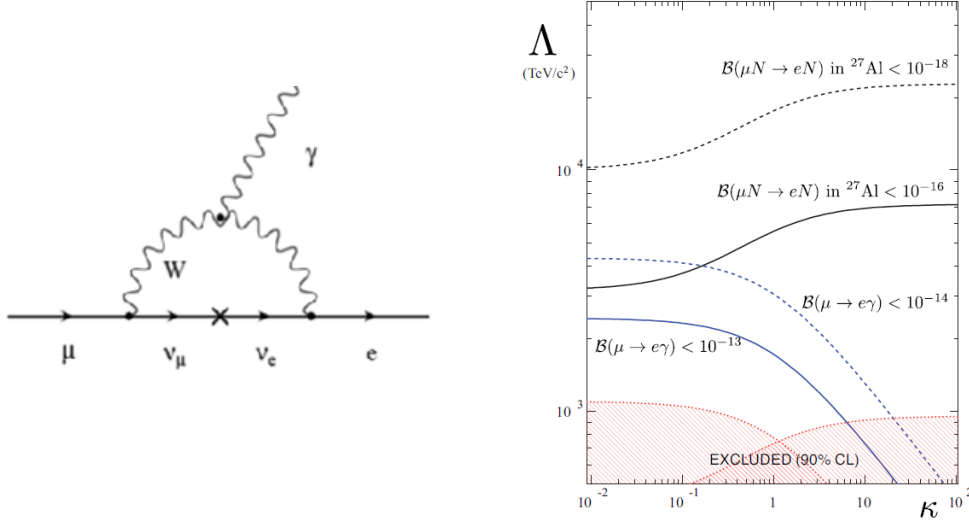 γ
W
μ
ν_μ
ν_e
e
Λ
(TeV/c²)
B(μN → eN) in ²⁷Al < 10⁻¹⁸
10⁴
B(μN → eN) in ²⁷Al < 10⁻¹⁶
B(μ → eγ) < 10⁻¹⁴
B(μ → eγ) < 10⁻¹³
10³
EXCLUDED (90% CL)
10⁻² 10⁻¹ 1 10 10²
κ